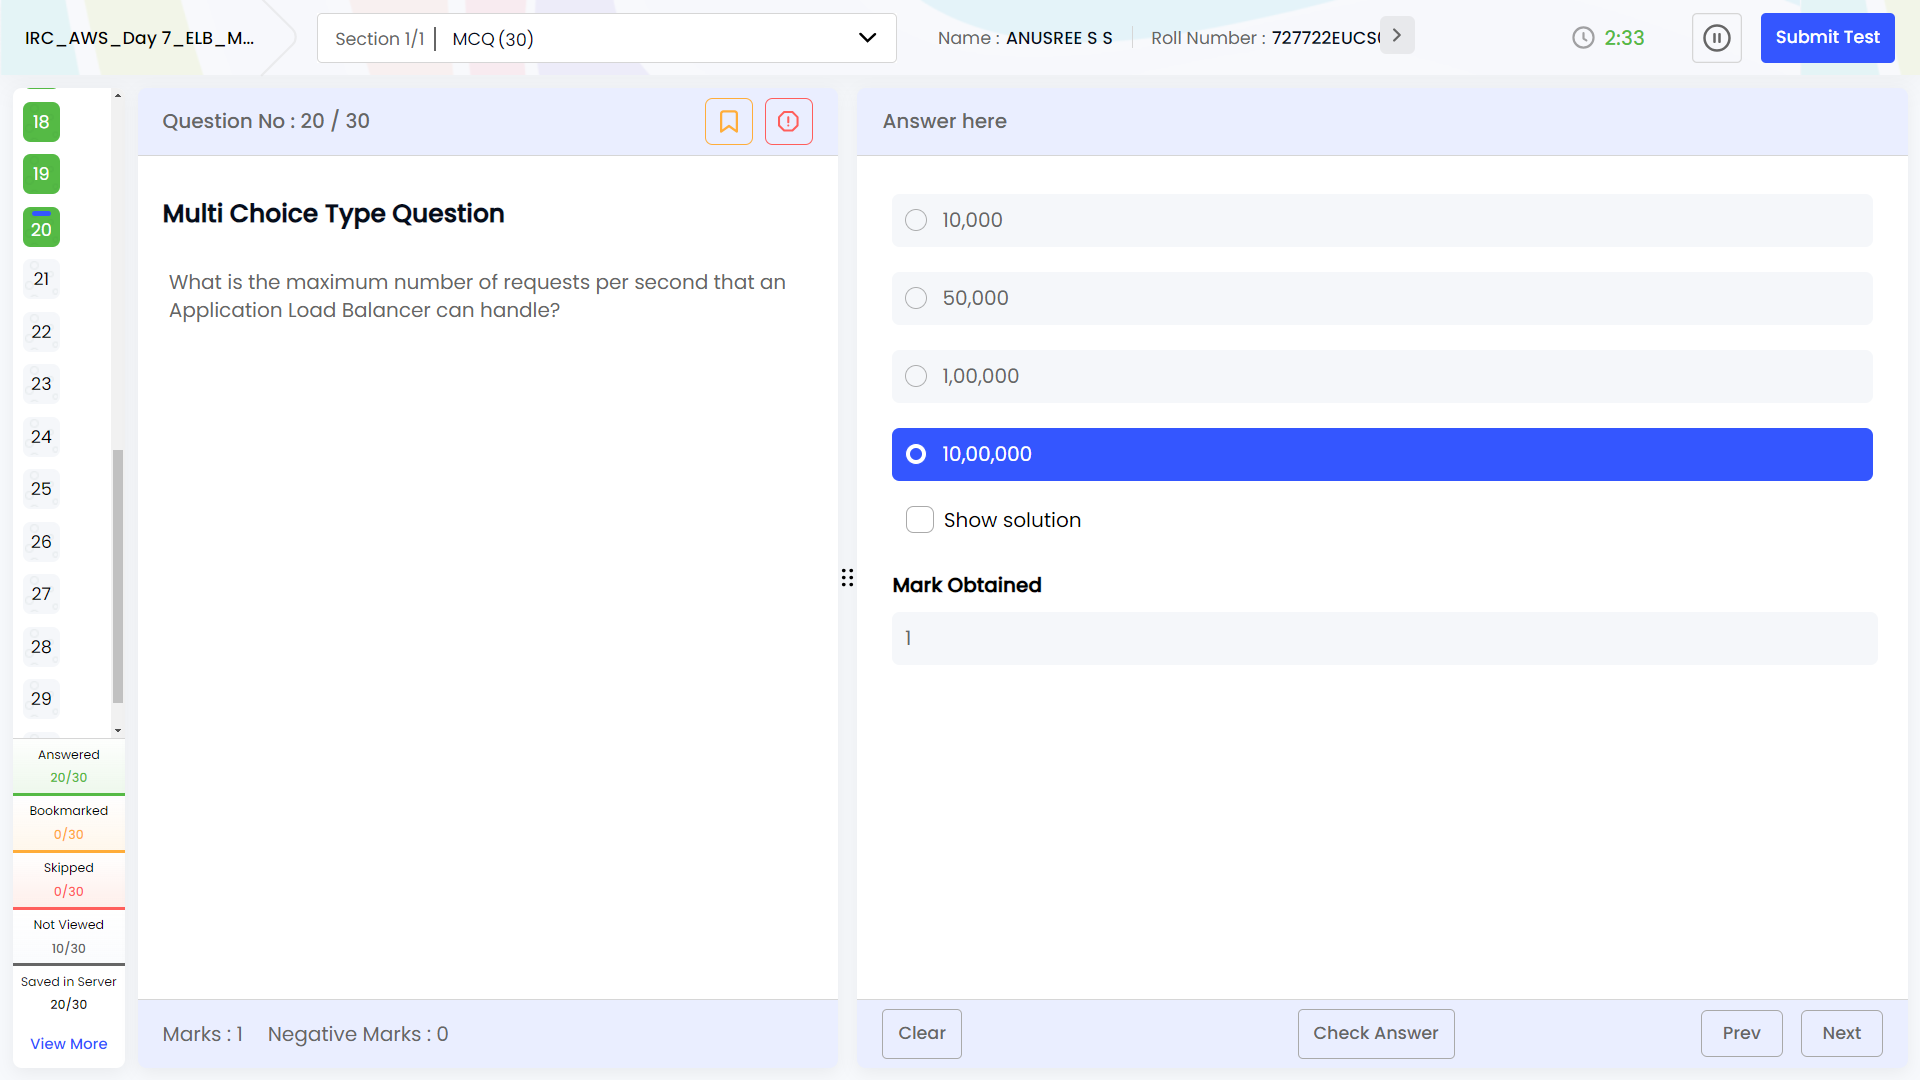 IRC_AWS_Day 7_ELB_M...
Section 1/1 | MCQ (30)
Name : ANUSREE S S
Roll Number : 727722EUCS
2:33
Submit Test
18
19
20
21
22
23
24
25
26
27
28
29
Answered
20/30
Bookmarked
0/30
Skipped
0/30
Not Viewed
10/30
Saved in Server
20/30
View More
Question No : 20 / 30
Multi Choice Type Question
What is the maximum number of requests per second that an
Application Load Balancer can handle?
Marks : 1 Negative Marks : 0
Answer here
10,000
50,000
1,00,000
10,00,000
Show solution
Mark Obtained
1
Clear
Check Answer
Prev
Next